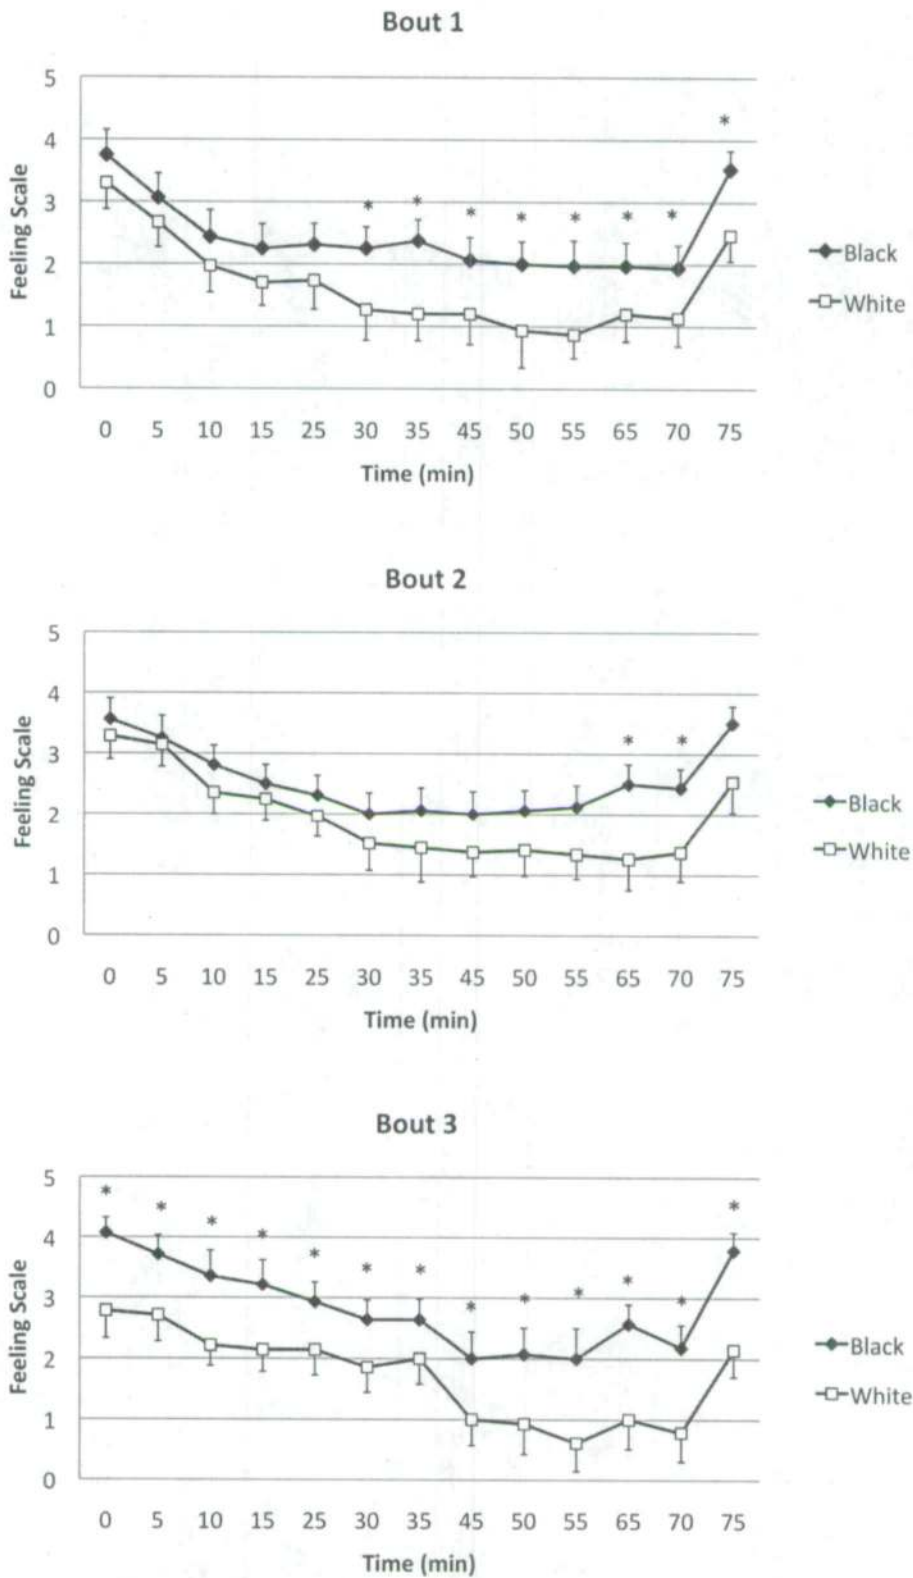 Bout 1
5
4
3
2
1
0
Feeling Scale
* * * * * * * *
0 5 10 15 25 30 35 45 50 55 65 70 75
Time (min)
Black
White
Bout 2
5
4
3
2
1
0
Feeling Scale
* *
0 5 10 15 25 30 35 45 50 55 65 70 75
Time (min)
Black
White
Bout 3
5
4
3
2
1
0
Feeling Scale
* * * * * * * * * * * * *
0 5 10 15 25 30 35 45 50 55 65 70 75
Time (min)
Black
White